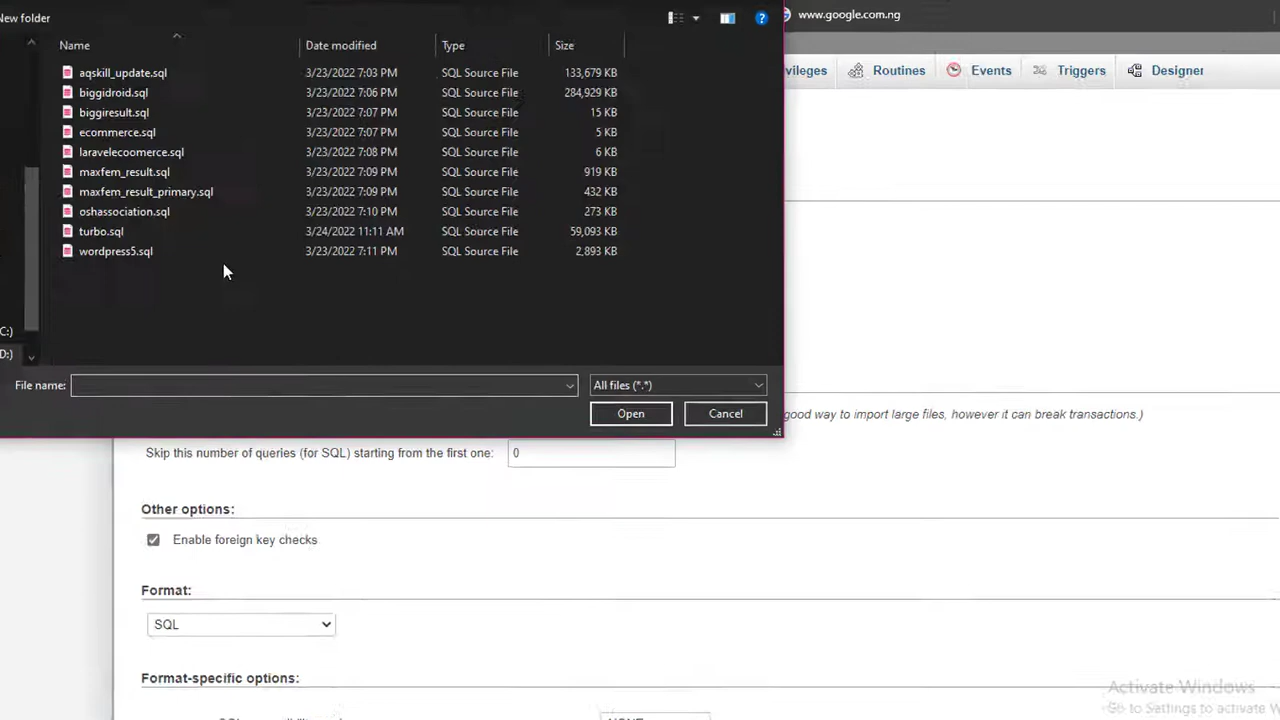 New folder
www.google.com.ng
Name Date modified Type Size
vileges Routines Events Triggers Designer
aqskill_update.sql 3/23/2022 7:03 PM SQL Source File 133,679 KB
biggidroid.sql 3/23/2022 7:06 PM SQL Source File 284,929 KB
biggiresult.sql 3/23/2022 7:07 PM SQL Source File 15 KB
ecommerce.sql 3/23/2022 7:07 PM SQL Source File 5 KB
laravelecoomerce.sql 3/23/2022 7:08 PM SQL Source File 6 KB
maxfem_result.sql 3/23/2022 7:09 PM SQL Source File 919 KB
maxfem_result_primary.sql 3/23/2022 7:09 PM SQL Source File 432 KB
oshassociation.sql 3/23/2022 7:10 PM SQL Source File 273 KB
turbo.sql 3/24/2022 11:11 AM SQL Source File 59,093 KB
wordpress5.sql 3/23/2022 7:11 PM SQL Source File 2,893 KB
C:)
D:)
File name: All files (*.*)
Open Cancel
good way to import large files, however it can break transactions.)
Skip this number of queries (for SQL) starting from the first one: 0
Other options:
Enable foreign key checks
Format:
SQL
Format-specific options:
Activate Windows
Go to Settings to activate W